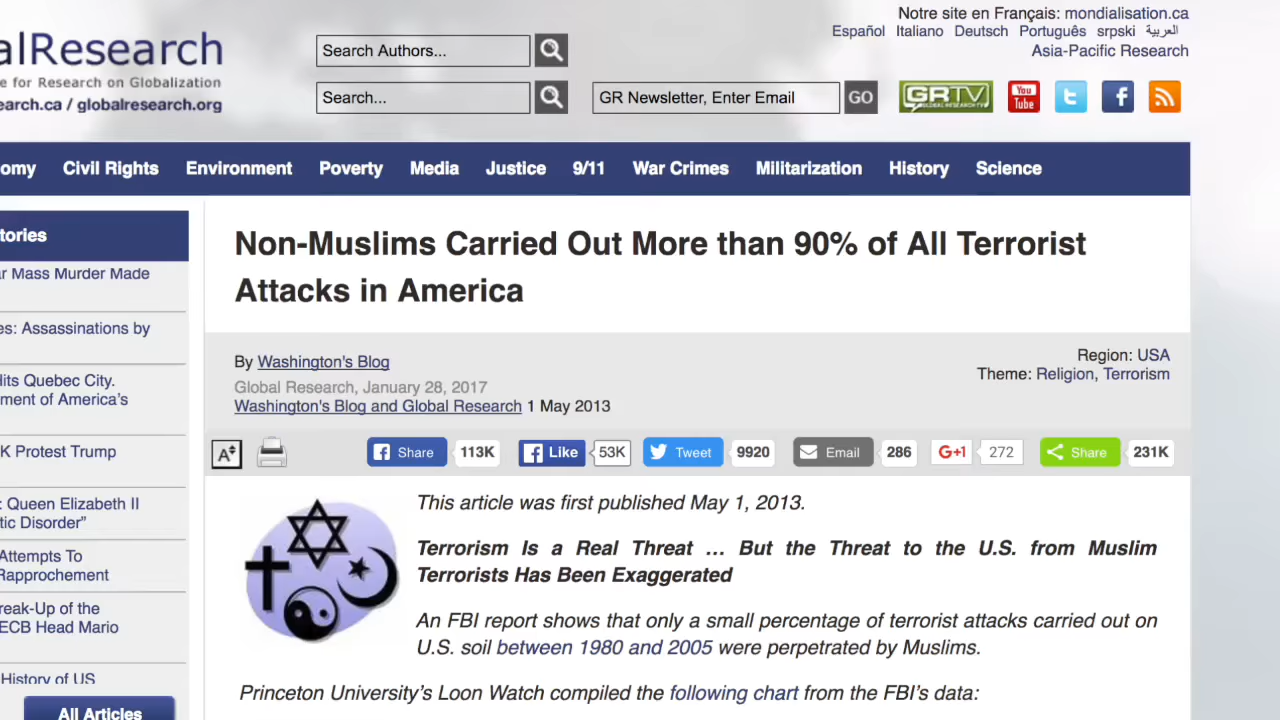 Notre site en Français: mondialisation.ca
Español Italiano Deutsch Português srpski العربية
Asia-Pacific Research
alResearch
e for Research on Globalization
earch.ca / globalresearch.org
Search Authors...
Search...
GR Newsletter, Enter Email GO
GRTV
GLOBAL RESEARCH TV
You Tube
omy Civil Rights Environment Poverty Media Justice 9/11 War Crimes Militarization History Science
tories
ar Mass Murder Made
es: Assassinations by
Hits Quebec City.
ment of America's
K Protest Trump
: Queen Elizabeth II
tic Disorder"
Attempts To
Rapprochement
reak-Up of the
ECB Head Mario
History of US
All Articles
Non-Muslims Carried Out More than 90% of All Terrorist
Attacks in America
By Washington's Blog
Global Research, January 28, 2017
Washington's Blog and Global Research 1 May 2013
Region: USA
Theme: Religion, Terrorism
A Share 113K Like 53K Tweet 9920 Email 286 G+1 272 Share 231K
This article was first published May 1, 2013.
Terrorism Is a Real Threat … But the Threat to the U.S. from Muslim
Terrorists Has Been Exaggerated
An FBI report shows that only a small percentage of terrorist attacks carried out on
U.S. soil between 1980 and 2005 were perpetrated by Muslims.
Princeton University's Loon Watch compiled the following chart from the FBI's data: